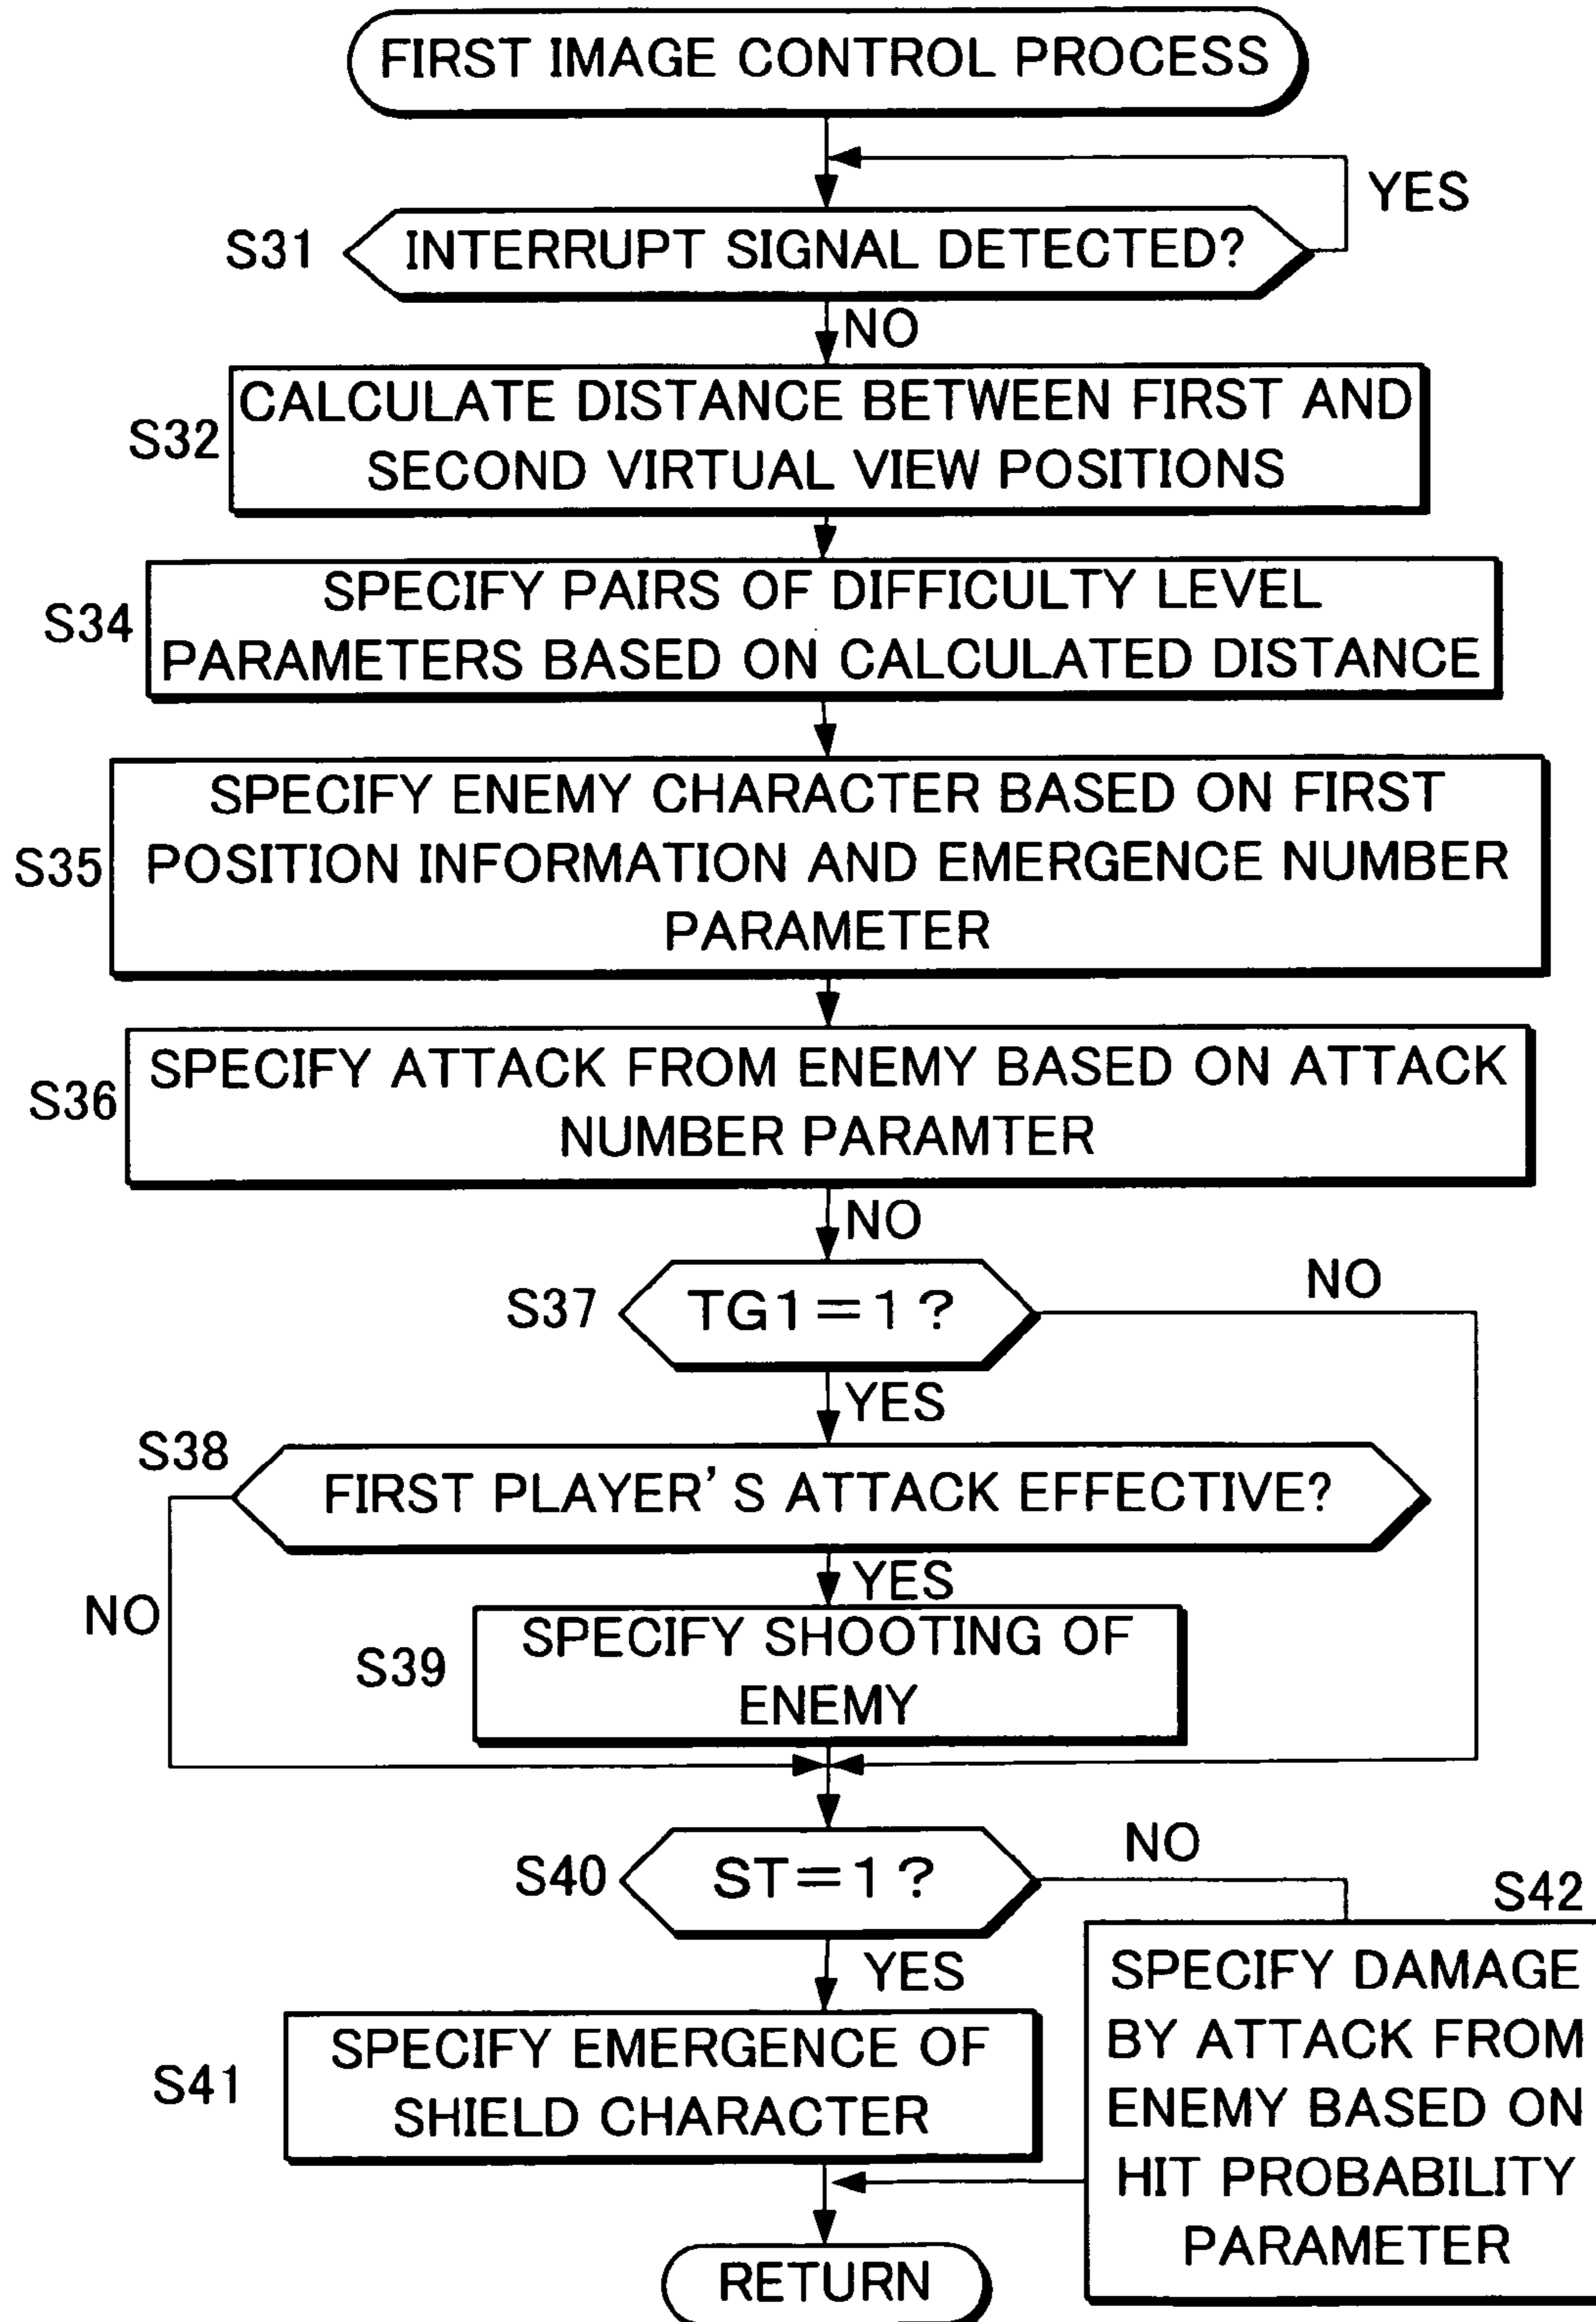 FIRST IMAGE CONTROL PROCESS
YES
S31
INTERRUPT SIGNAL DETECTED?
NO
S32
CALCULATE DISTANCE BETWEEN FIRST AND
SECOND VIRTUAL VIEW POSITIONS
S34
SPECIFY PAIRS OF DIFFICULTY LEVEL
PARAMETERS BASED ON CALCULATED DISTANCE
S35
SPECIFY ENEMY CHARACTER BASED ON FIRST
POSITION INFORMATION AND EMERGENCE NUMBER
PARAMETER
S36
SPECIFY ATTACK FROM ENEMY BASED ON ATTACK
NUMBER PARAMTER
NO
S37
TG1=1?
NO
YES
S38
FIRST PLAYER'S ATTACK EFFECTIVE?
NO
YES
S39
SPECIFY SHOOTING OF
ENEMY
S40
ST=1?
NO
YES
S41
SPECIFY EMERGENCE OF
SHIELD CHARACTER
S42
SPECIFY DAMAGE
BY ATTACK FROM
ENEMY BASED ON
HIT PROBABILITY
PARAMETER
RETURN